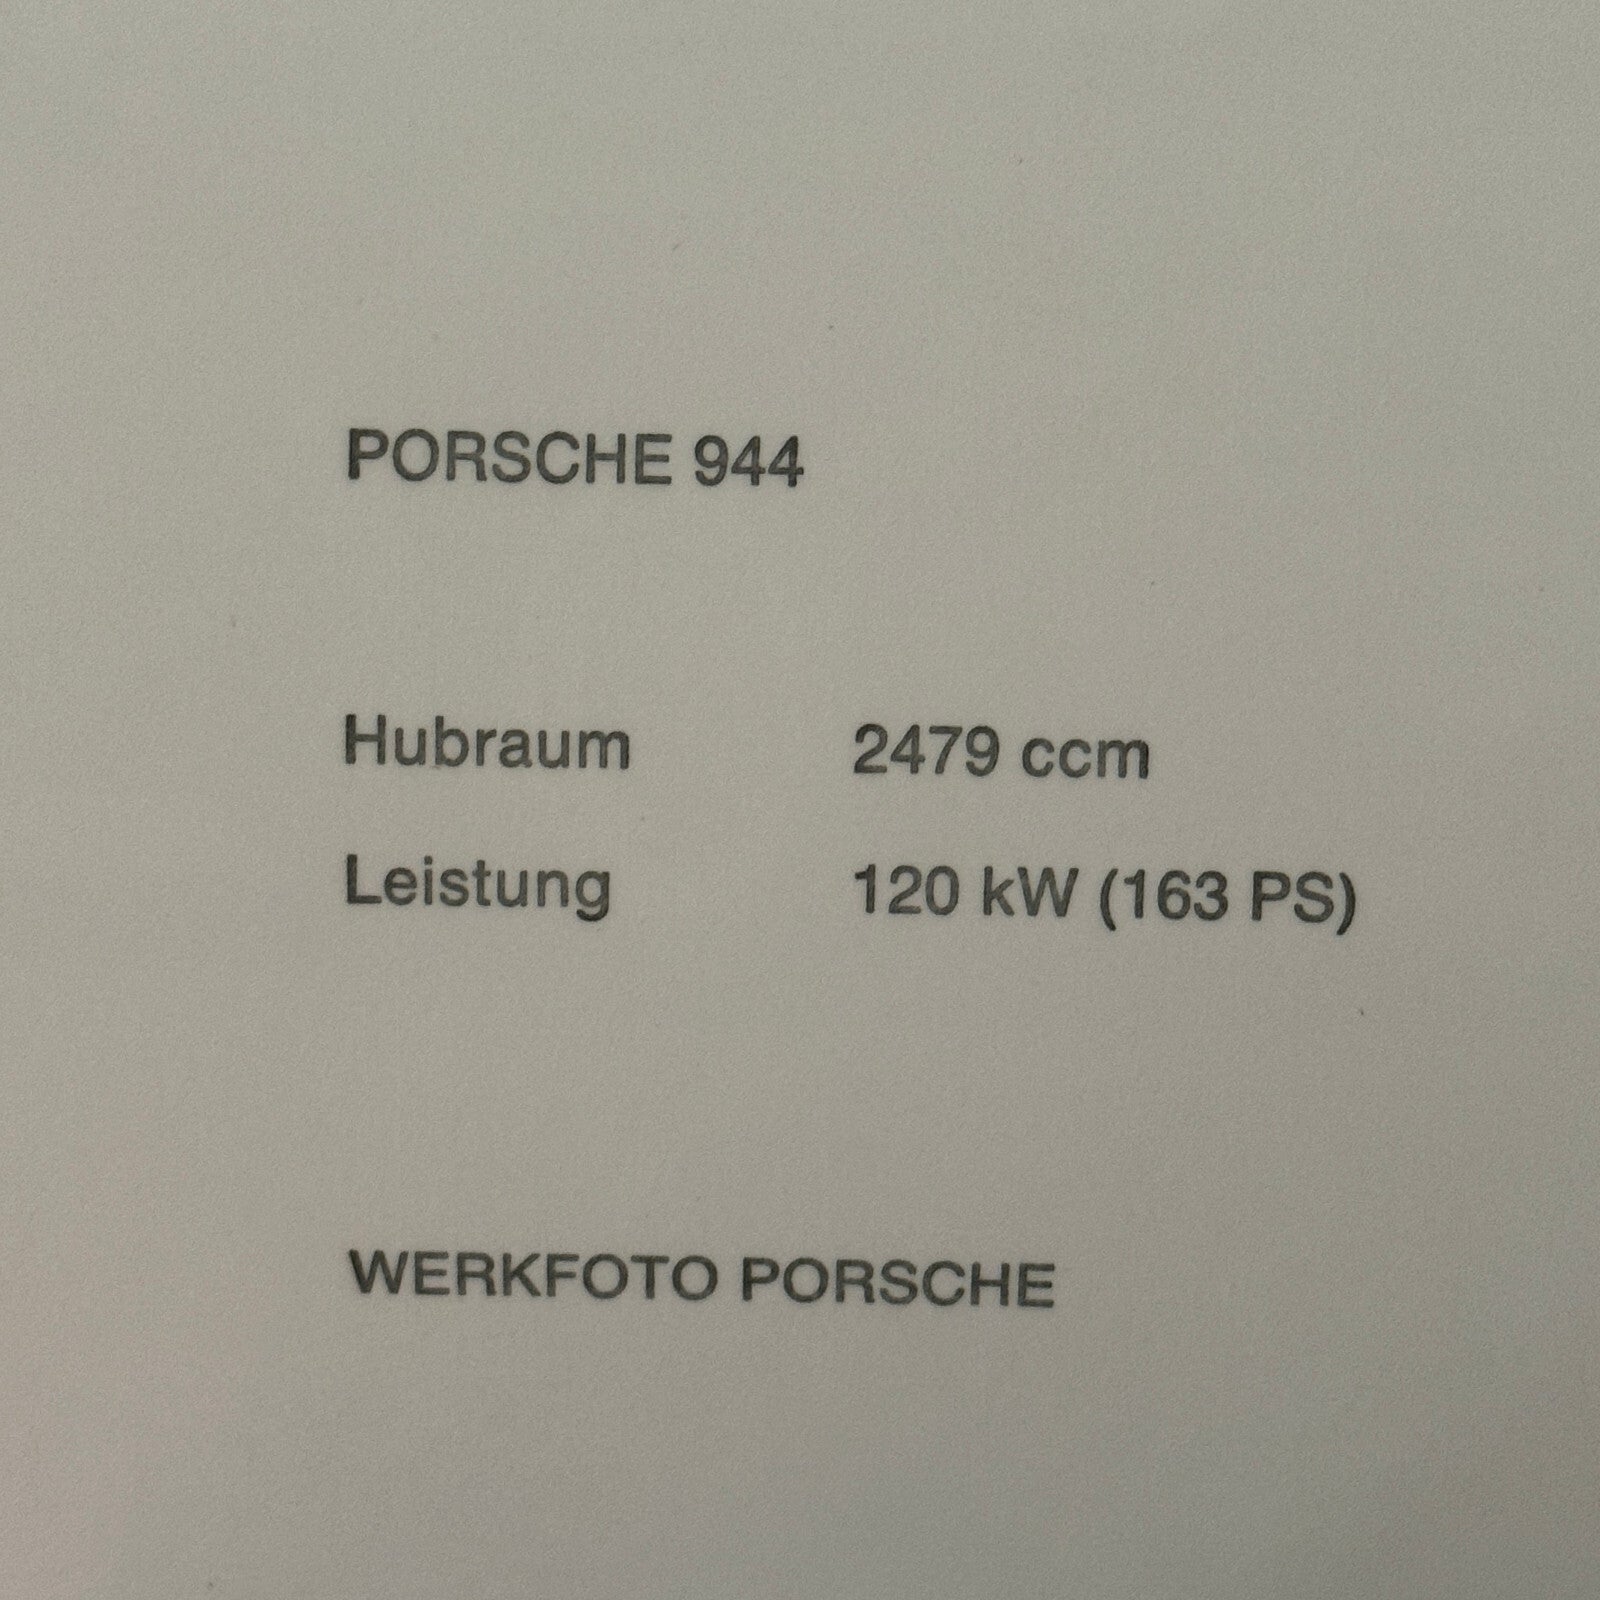 PORSCHE 944
Hubraum 2479 ccm
Leistung 120 kW (163 PS)
WERKFOTO PORSCHE